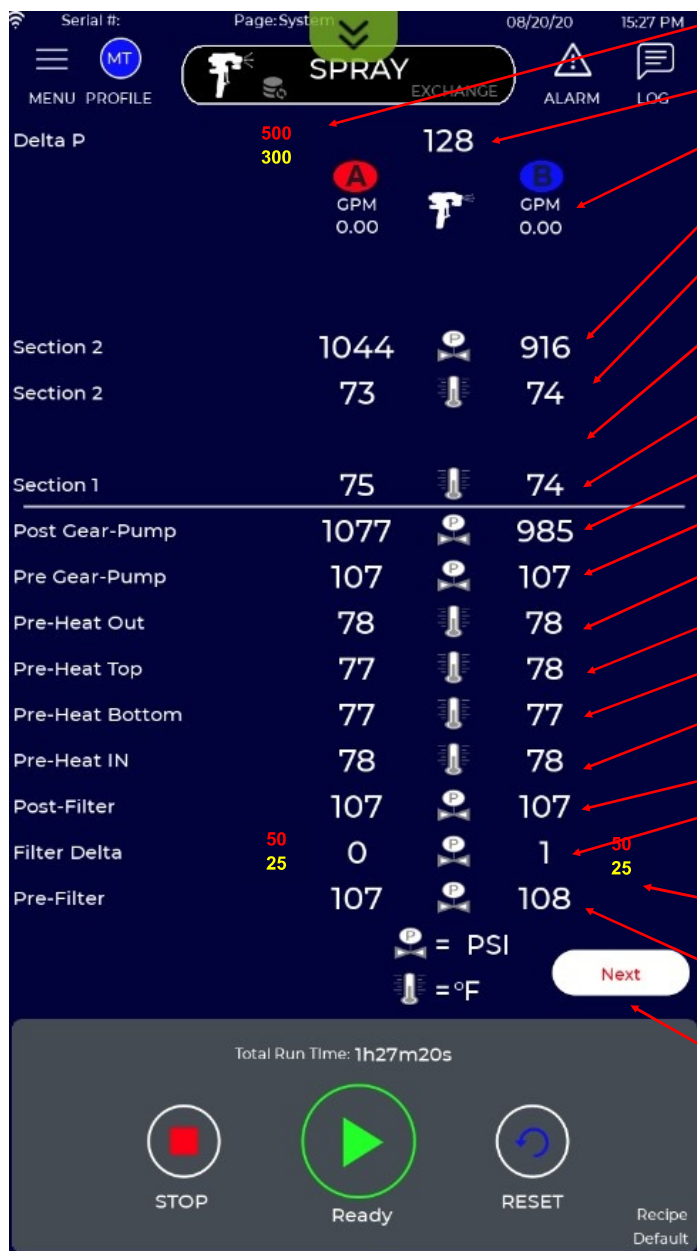 Serial #: Page:System 08/20/20 15:27 PM
MT
SPRAY
MENU PROFILE EXCHANGE ALARM LOG
Delta P 500 128
300
A B
GPM GPM
0.00 0.00
Section 2 1044 P 916
Section 2 73 74
Section 1 75 74
Post Gear-Pump 1077 P 985
Pre Gear-Pump 107 P 107
Pre-Heat Out 78 78
Pre-Heat Top 77 78
Pre-Heat Bottom 77 77
Pre-Heat IN 78 78
Post-Filter 107 P 107
Filter Delta 50 0 P 1 50
25 25
Pre-Filter 107 P 108
P = PSI
Next
=°F
Total Run TIme: 1h27m20s
STOP Ready RESET
Recipe
Default